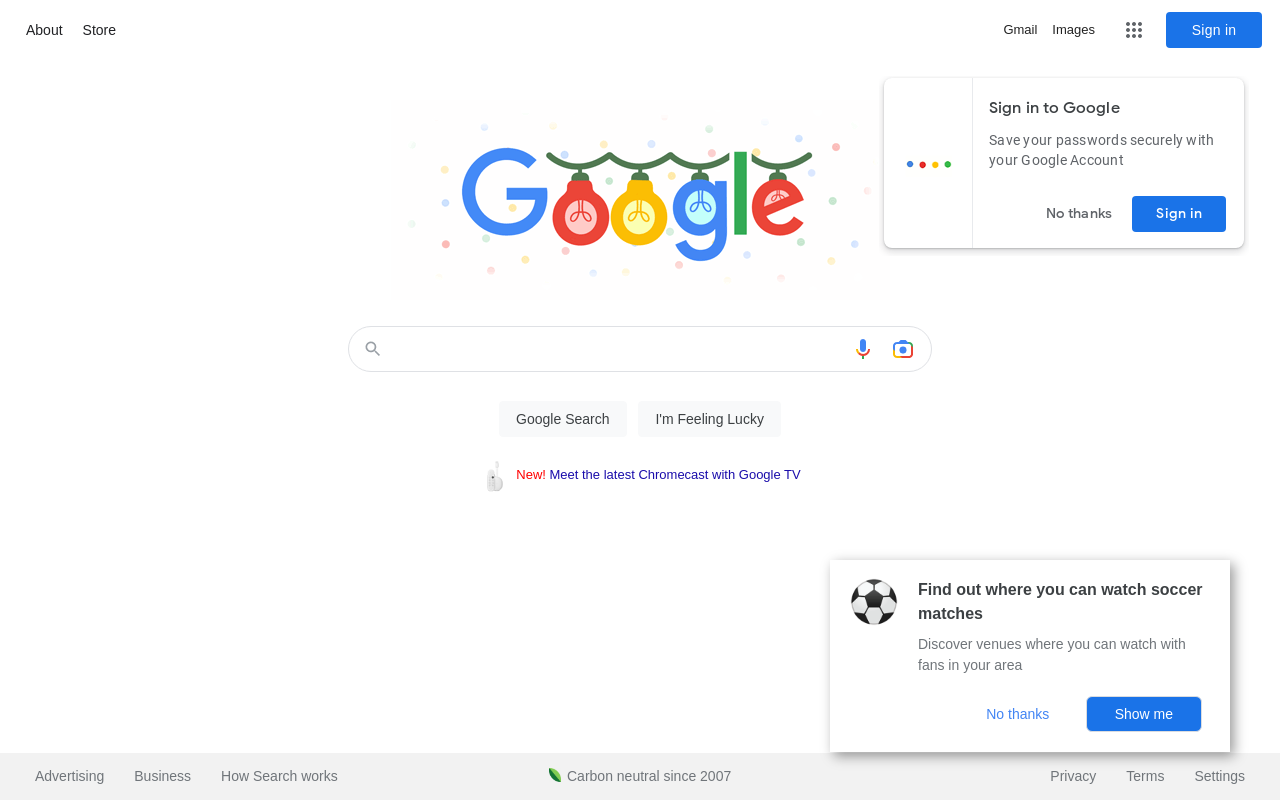 About Store
Gmail Images Sign in
Google
Sign in to Google
Save your passwords securely with
your Google Account
No thanks Sign in
Google Search I'm Feeling Lucky
New! Meet the latest Chromecast with Google TV
Find out where you can watch soccer
matches
Discover venues where you can watch with
fans in your area
No thanks Show me
Advertising Business How Search works Carbon neutral since 2007 Privacy Terms Settings